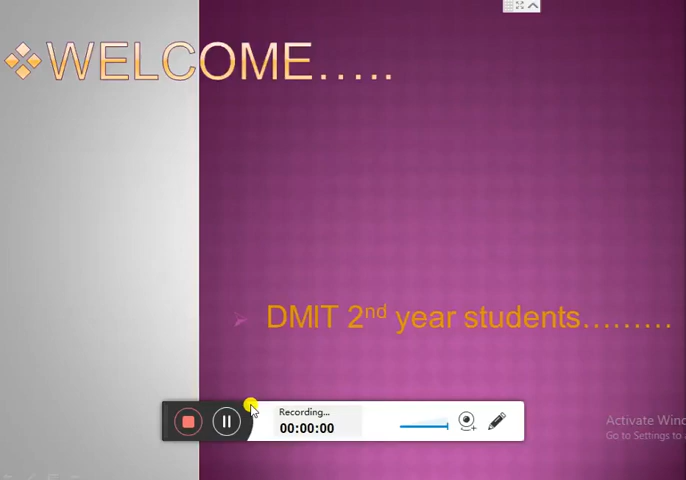 ❖WELCOME.....
➢ DMIT 2nd year students.........
Recording...
00:00:00
Activate Wind
Go to Settings to a